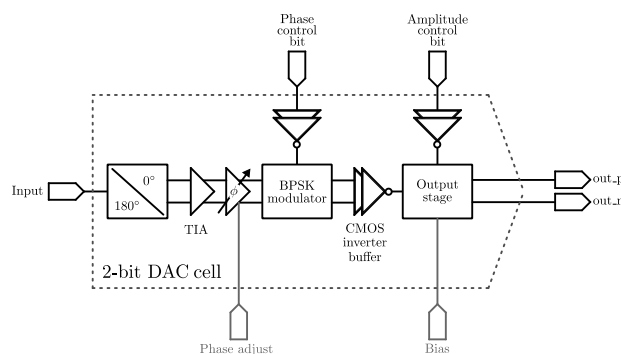 Phase
control
bit
Amplitude
control
bit
Input
0°
180°
TIA
ϕ
BPSK
modulator
CMOS
inverter
buffer
Output
stage
out_p
2-bit DAC cell
Phase adjust
Bias